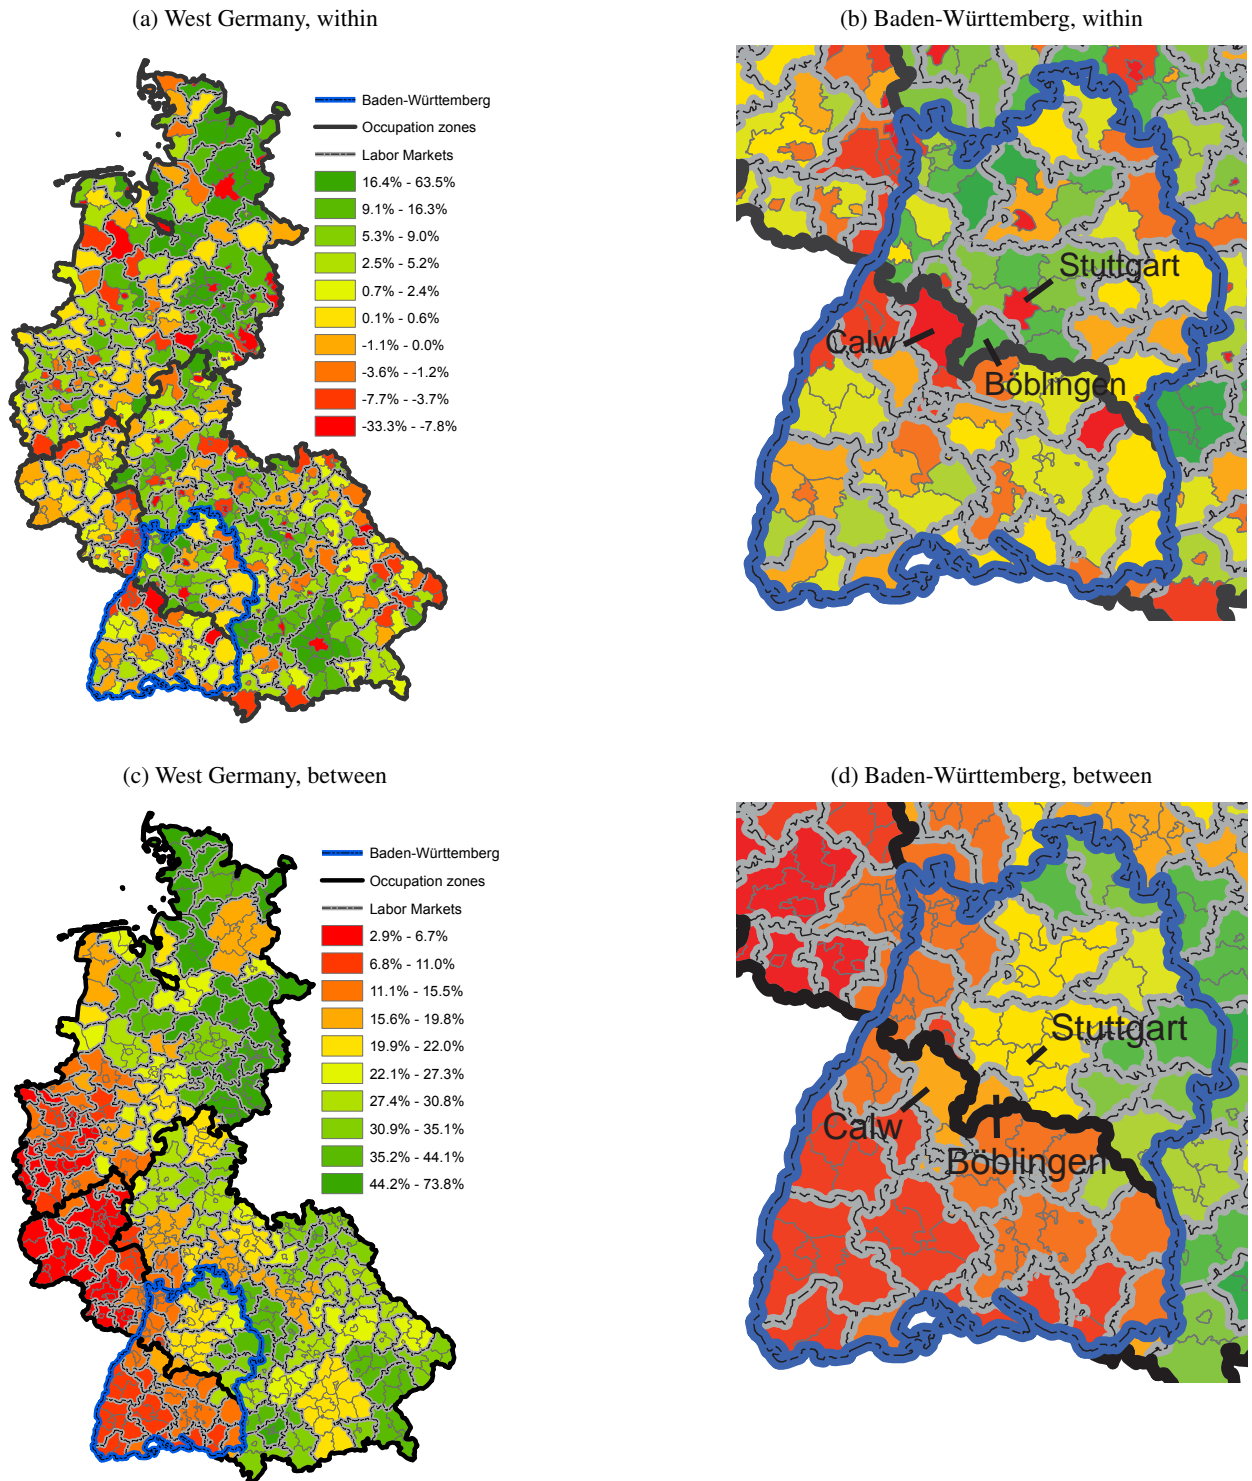 (a) West Germany, within
Baden-Württemberg
Occupation zones
Labor Markets
16.4% - 63.5%
9.1% - 16.3%
5.3% - 9.0%
2.5% - 5.2%
0.7% - 2.4%
0.1% - 0.6%
-1.1% - 0.0%
-3.6% - -1.2%
-7.7% - -3.7%
-33.3% - -7.8%
(b) Baden-Württemberg, within
Stuttgart
Calw
Böblingen
(c) West Germany, between
Baden-Württemberg
Occupation zones
Labor Markets
2.9% - 6.7%
6.8% - 11.0%
11.1% - 15.5%
15.6% - 19.8%
19.9% - 22.0%
22.1% - 27.3%
27.4% - 30.8%
30.9% - 35.1%
35.2% - 44.1%
44.2% - 73.8%
(d) Baden-Württemberg, between
Stuttgart
Calw
Böblingen